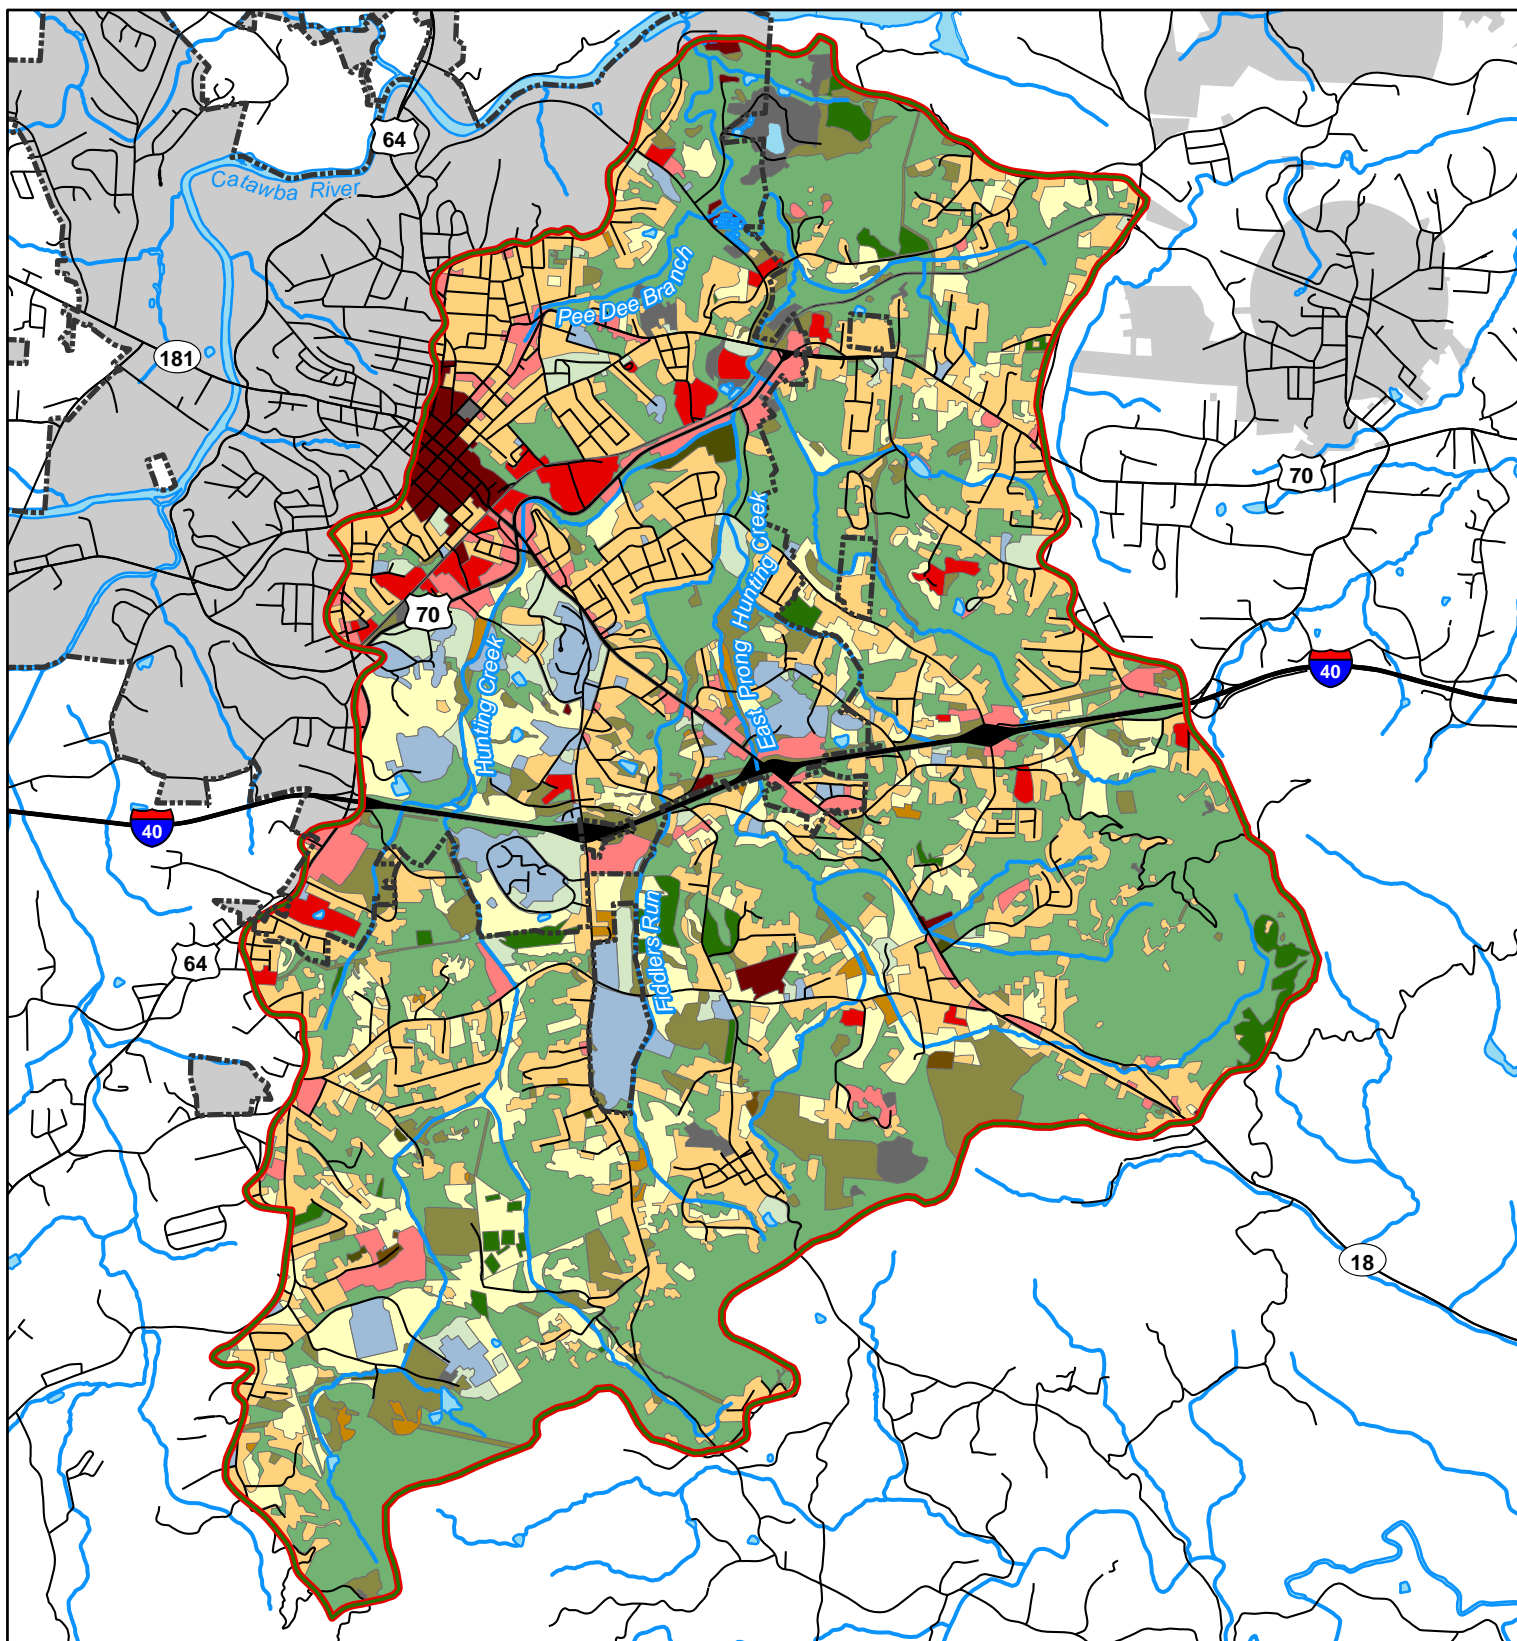 64
Catawba River
Pee Dee Branch
181
70
East Prong Hunting Creek
70
Hunting Creek
40
40
Fiddlers Run
64
18